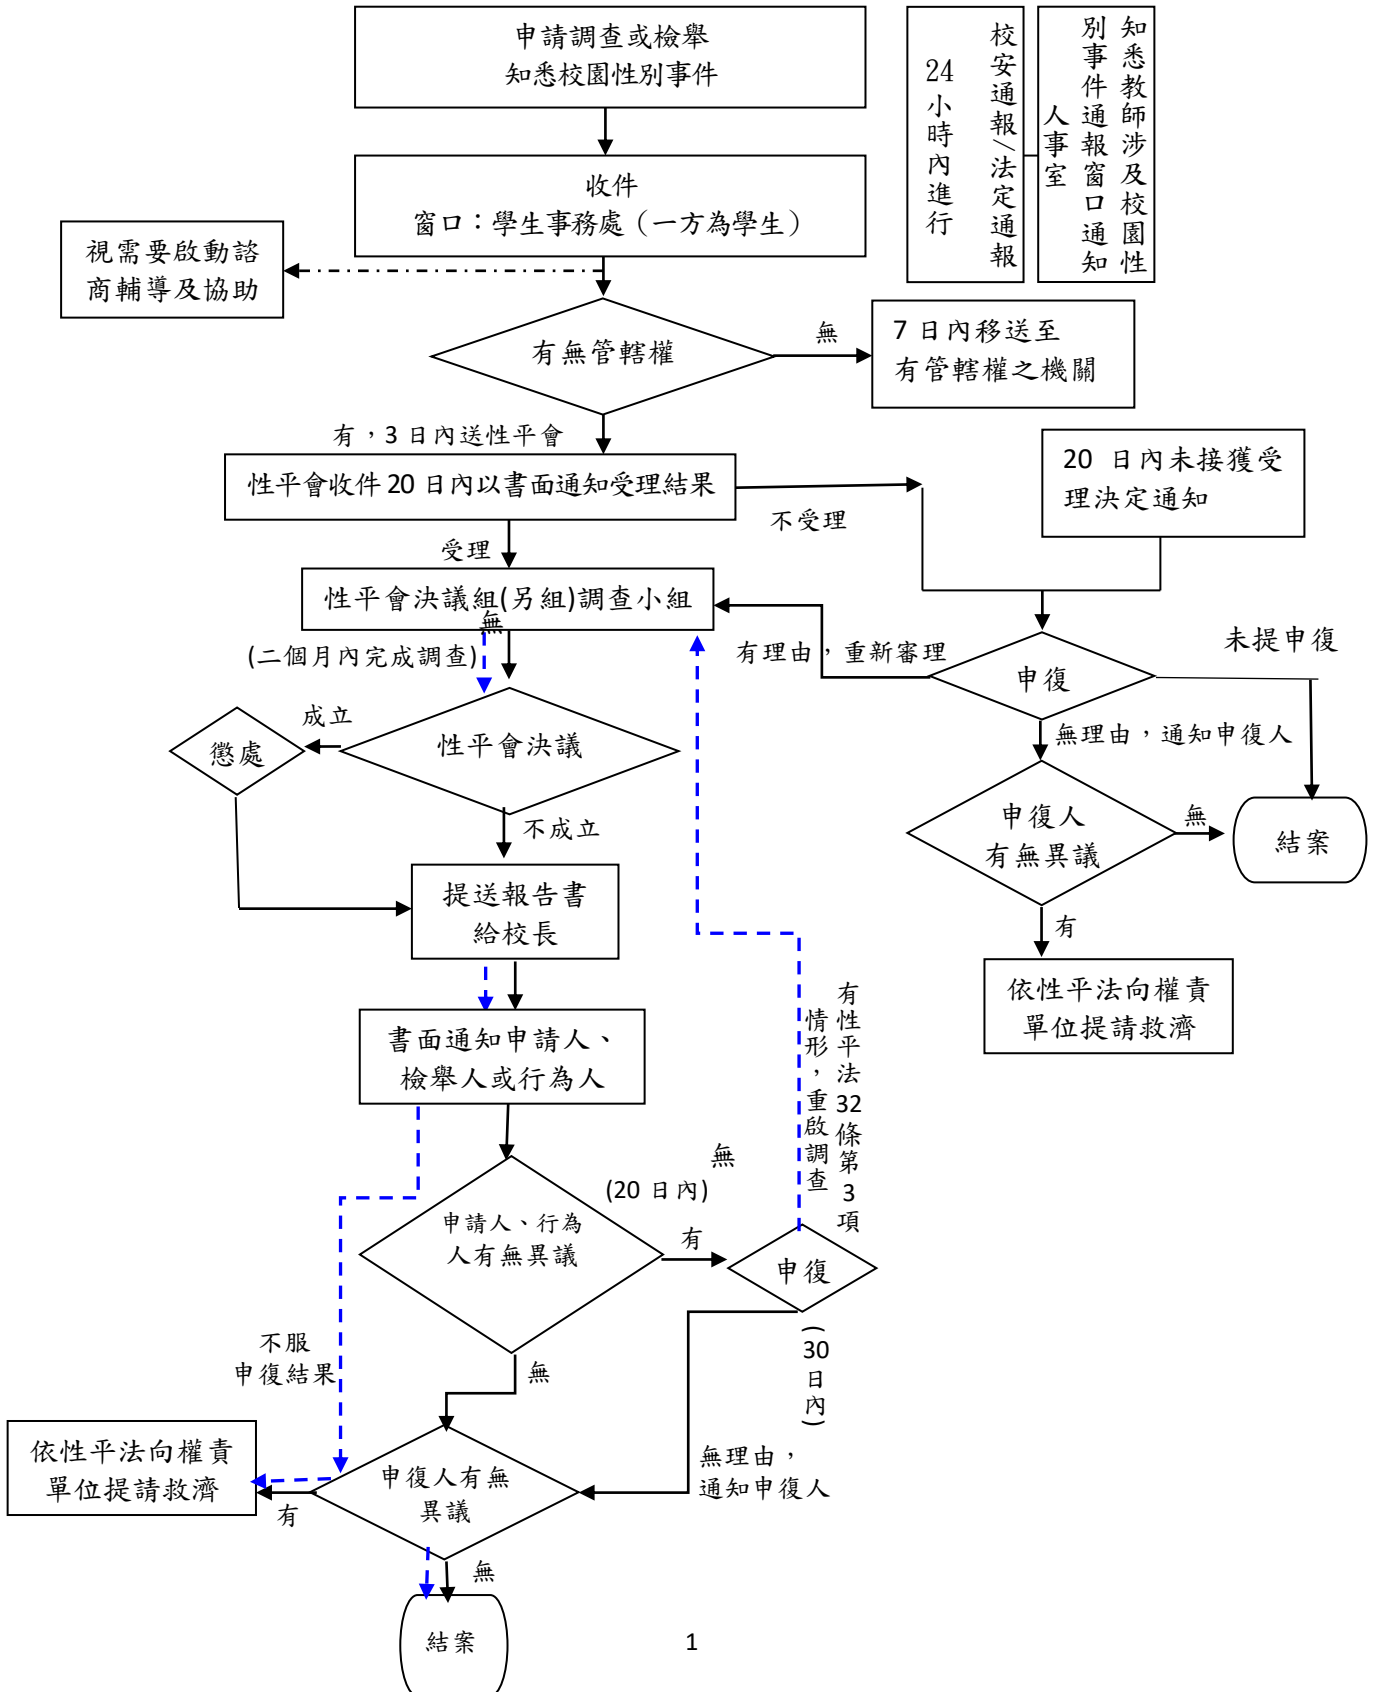 申請調查或檢舉
知悉校園性別事件
24小時內進行
校安通報/法定通報
知悉教師涉及校園性
別事件通報窗口通知
人事室
收件
窗口：學生事務處（一方為學生）
視需要啟動諮
商輔導及協助
有無管轄權
無
7 日內移送至
有管轄權之機關
有，3 日內送性平會
性平會收件 20 日內以書面通知受理結果
20 日內未接獲受
理決定通知
不受理
受理
性平會決議組(另組)調查小組
無
(二個月內完成調查)
有理由，重新審理
申復
未提申復
成立
懲處
性平會決議
無理由，通知申復人
不成立
申復人
有無異議
無
結案
提送報告書
給校長
有
依性平法向權責
單位提請救濟
書面通知申請人、
檢舉人或行為人
有性平法32條第3項
情形，重啟調查
無
(20 日內)
申請人、行為
人有無異議
有
申復
(30日內)
不服
申復結果
無
無理由，
通知申復人
依性平法向權責
單位提請救濟
有
申復人有無
異議
無
結案
1